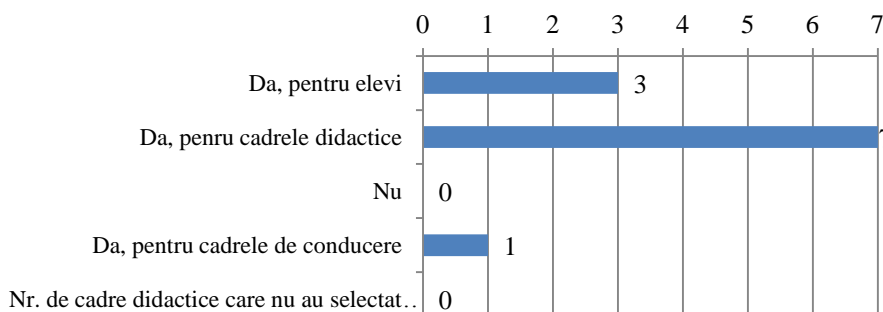 0 1 2 3 4 5 6 7
Da, pentru elevi 3
Da, penru cadrele didactice
Nu 0
Da, pentru cadrele de conducere 1
Nr. de cadre didactice care nu au selectat… 0